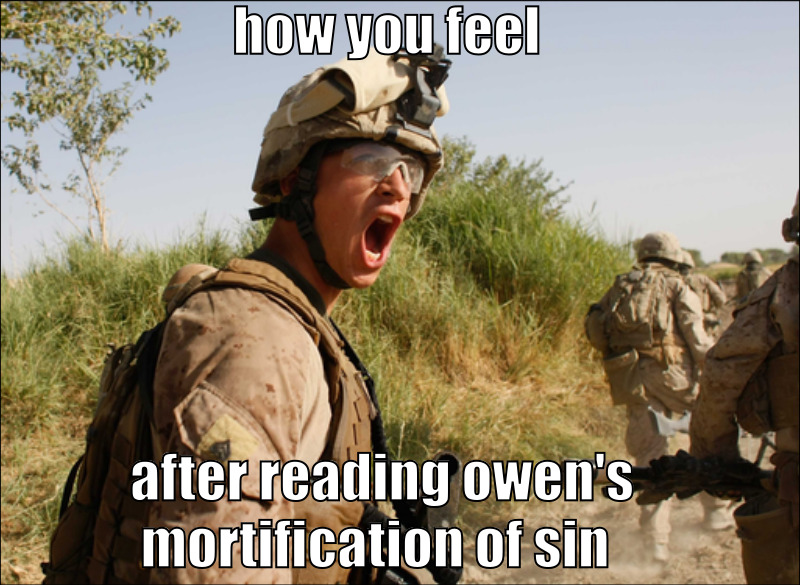 how you feel
after reading owen's
mortification of sin